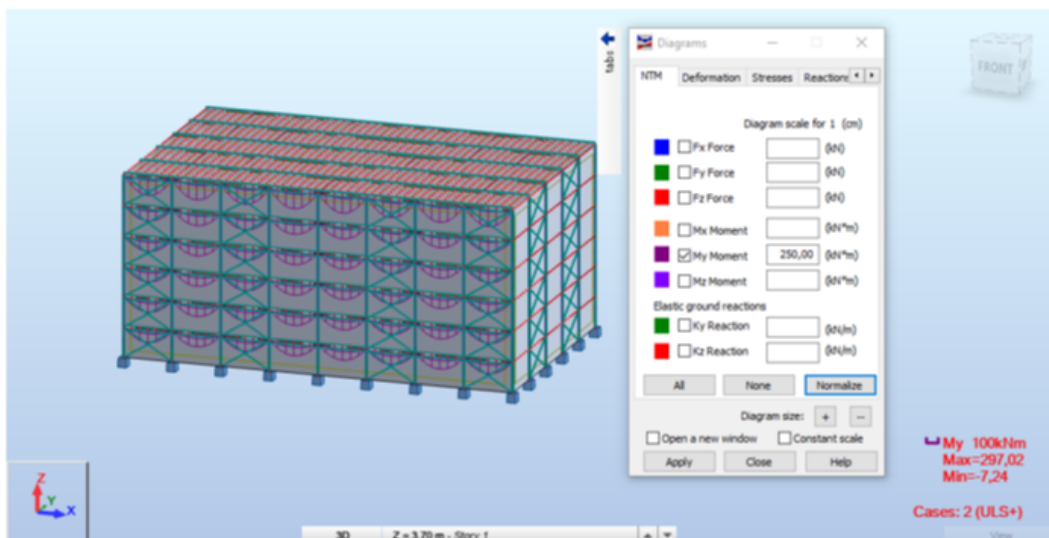 Diagrams
tabs
FRONT
NTM Deformation Stresses Reactions
Diagram scale for 1 (cm)
Fx Force (kN)
Fy Force (kN)
Fz Force (kN)
Mx Moment (kN*m)
My Moment 250,00 (kN*m)
Mz Moment (kN*m)
Elastic ground reactions
Ky Reaction (kN/m)
Kz Reaction (kN/m)
All None Normalize
Diagram size: + --
Open a new window Constant scale
Apply Close Help
My 100kNm
Max=297,02
Min=-7,24
Cases: 2 (ULS+)
Z
Y
X
3D Z = 3.70 m - Story 1
View